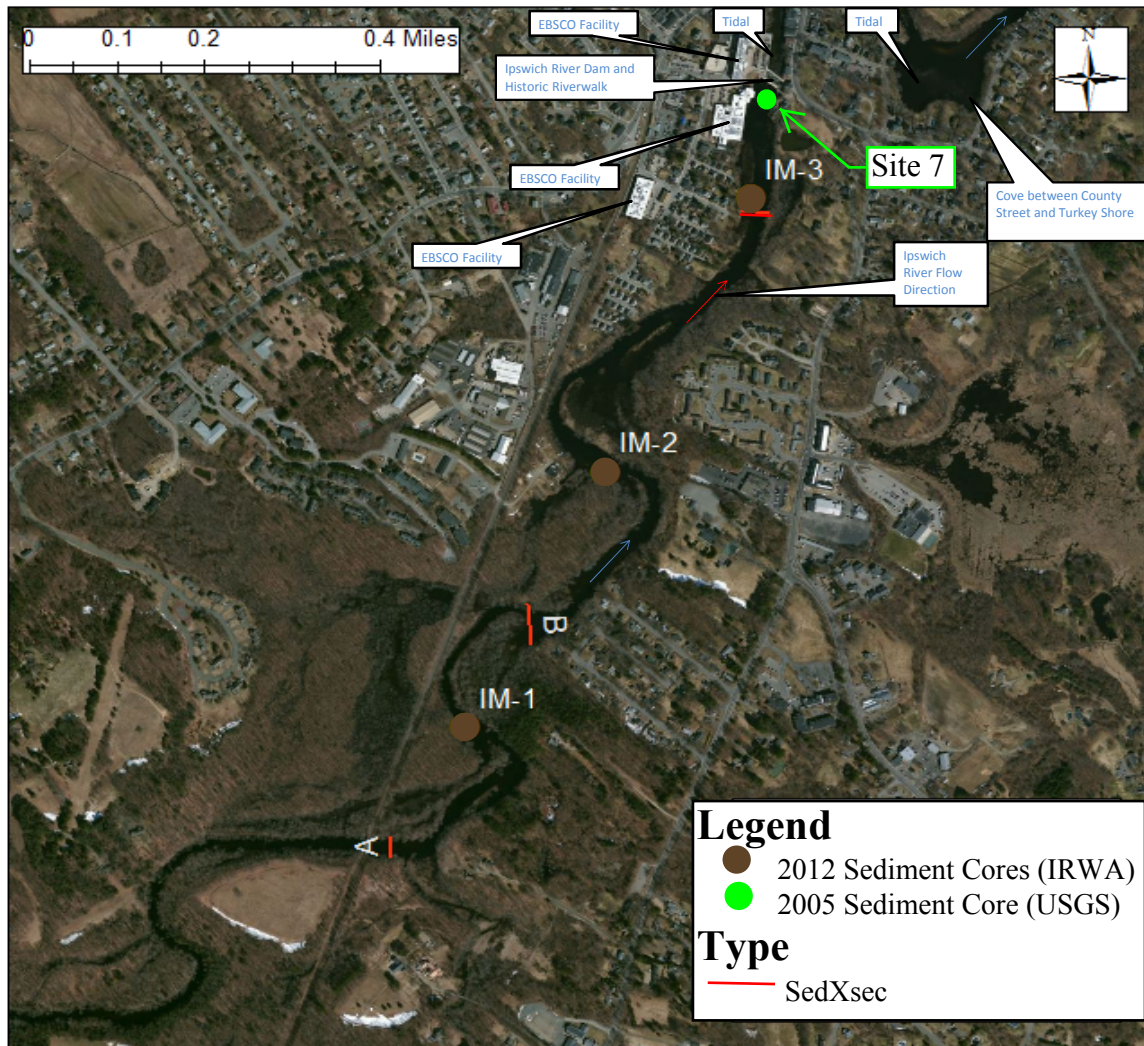 0 0.1 0.2 0.4 Miles
EBSCO Facility
Tidal
Tidal
N
Ipswich River Dam and
Historic Riverwalk
Site 7
IM-3
EBSCO Facility
Cove between County
Street and Turkey Shore
EBSCO Facility
Ipswich
River Flow
Direction
IM-2
B
IM-1
A
Legend
2012 Sediment Cores (IRWA)
2005 Sediment Core (USGS)
Type
SedXsec